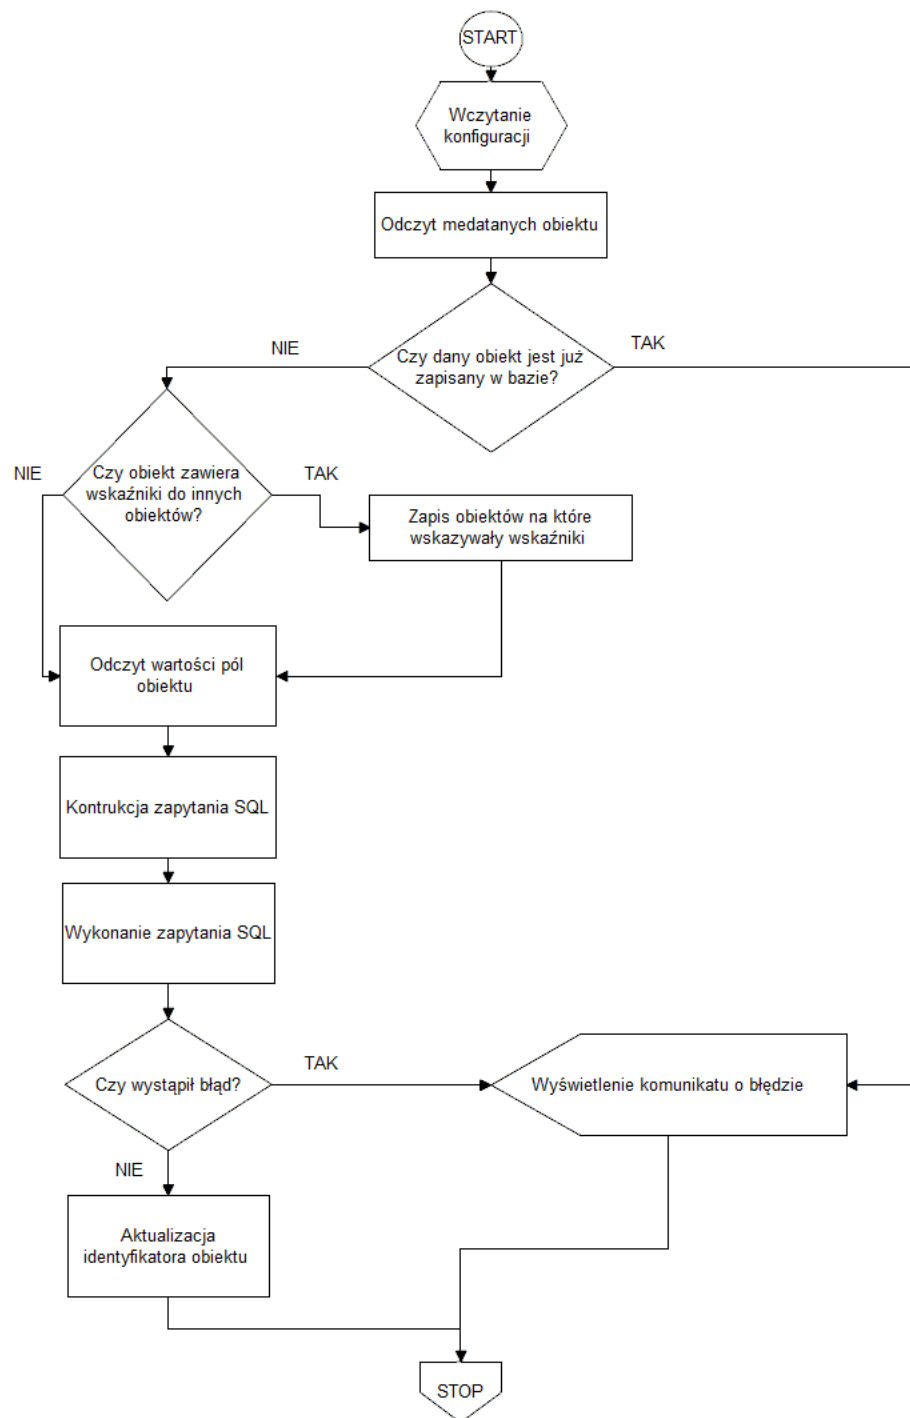 START
Wczytanie
konfiguracji
Odczyt medatanych obiektu
NIE
TAK
Czy dany obiekt jest już
zapisany w bazie?
NIE
Czy obiekt zawiera
wskaźniki do innych
obiektów?
TAK
Zapis obiektów na które
wskazywały wskaźniki
Odczyt wartości pól
obiektu
Kontrukcja zapytania SQL
Wykonanie zapytania SQL
Czy wystąpił błąd?
TAK
Wyświetlenie komunikatu o błędzie
NIE
Aktualizacja
identyfikatora obiektu
STOP